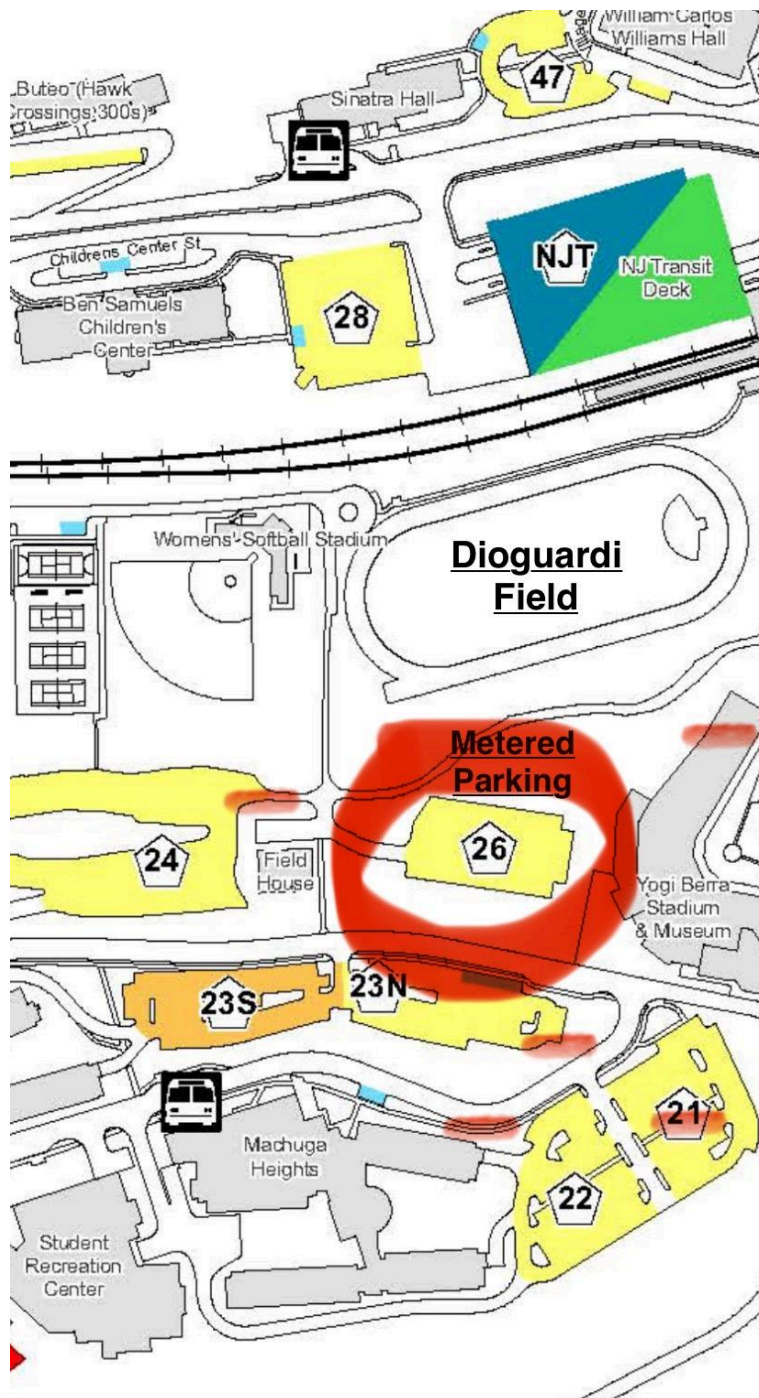 William Carlos
Williams Hall
Village
47
Buteo (Hawk
Crossings 300s)
Sinatra Hall
Childrens Center St
NJT
NJ Transit
Deck
Ben Samuels
Children's
Center
28
Womens' Softball Stadium
Dioguardi
Field
Metered
Parking
24
26
Field
House
Yogi Berra
Stadium
& Museum
23S
23N
21
Machuga
Heights
22
Student
Recreation
Center